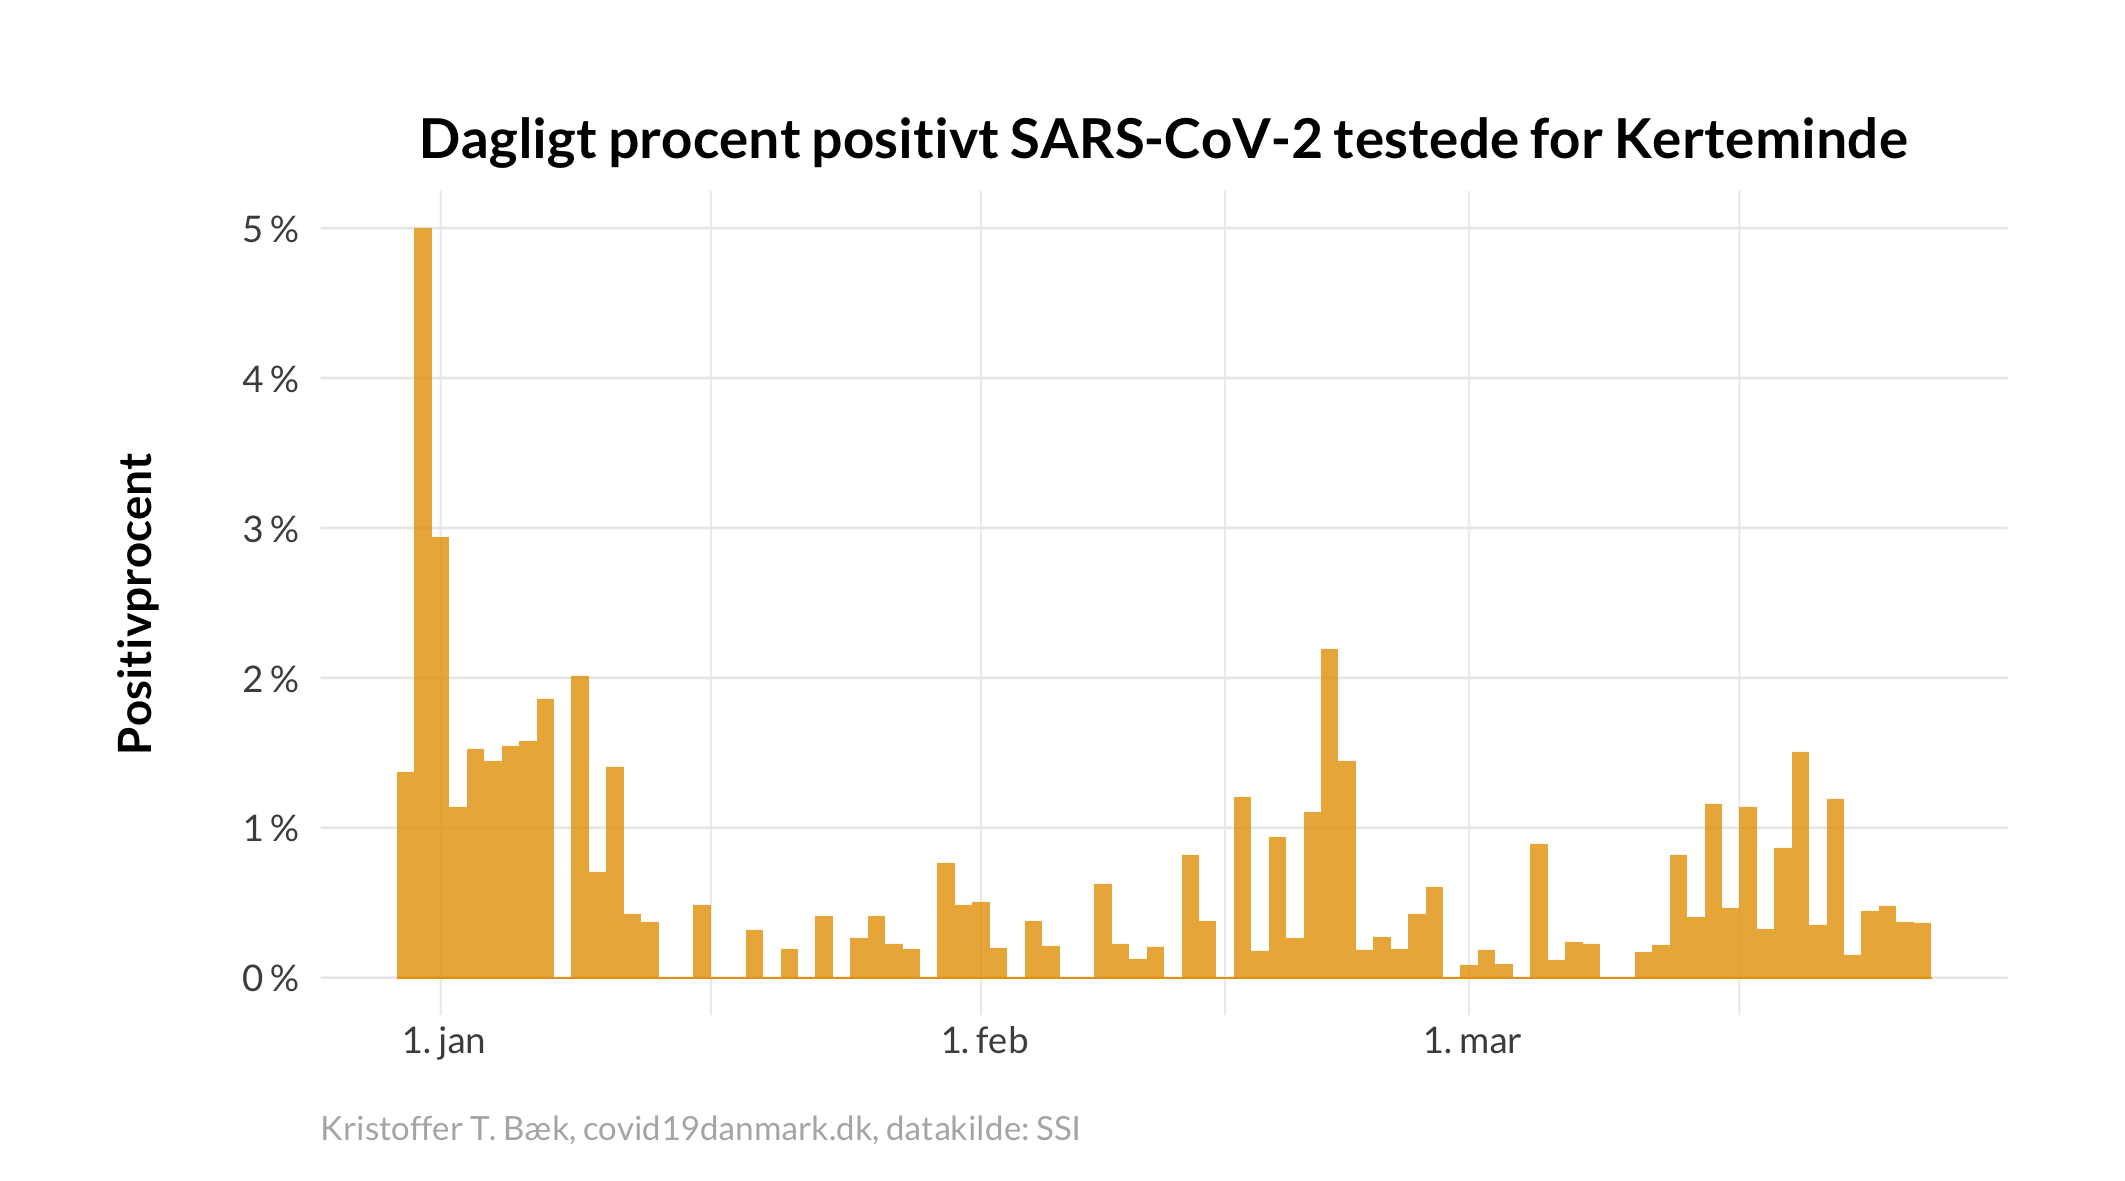 Dagligt procent positivt SARS-CoV-2 testede for Kerteminde
Positivprocent
5 %
4 %
3 %
2 %
1 %
0 %
1. jan
1. feb
1. mar
Kristoffer T. Bæk, covid19danmark.dk, datakilde: SSI